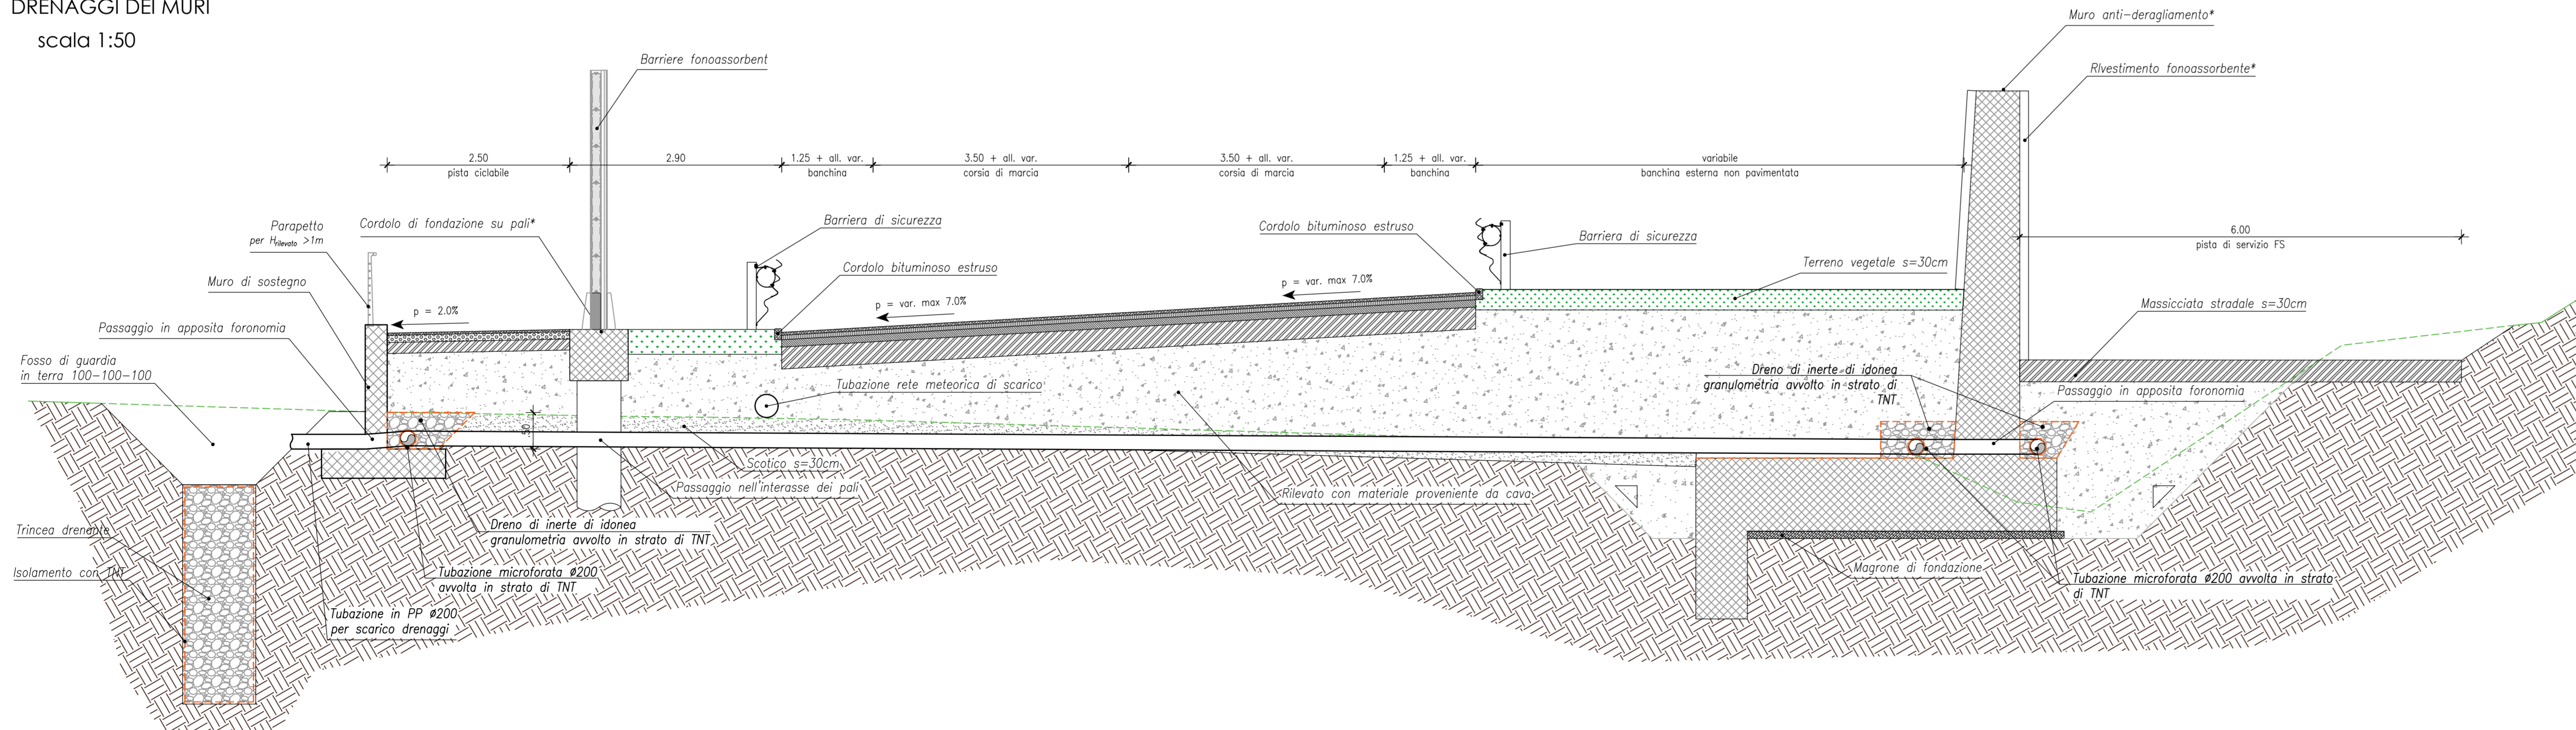 DRENAGGI DEI MURI
scala 1:50
Muro anti-deragliamento*
Barriere fonoassorbent
RIvestimento fonoassorbente*
2.50
pista ciclabile
2.90
1.25 + all. var.
banchina
3.50 + all. var.
corsia di marcia
3.50 + all. var.
corsia di marcia
1.25 + all. var.
banchina
variabile
banchina esterna non pavimentata
Parapetto
per Hrilevato >1m
Cordolo di fondazione su pali*
Barriera di sicurezza
Cordolo bituminoso estruso
Barriera di sicurezza
6.00
pista di servizio FS
Muro di sostegno
Cordolo bituminoso estruso
Terreno vegetale s=30cm
p = 2.0%
p = var. max 7.0%
p = var. max 7.0%
Massicciata stradale s=30cm
Passaggio in apposita foronomia
Fosso di guardia
in terra 100-100-100
Tubazione rete meteorica di scarico
Dreno di inerte di idonea
granulometria avvolto in strato di
TNT
Passaggio in apposita foronomia
.50
Scotico s=30cm
Passaggio nell'interasse dei pali
Rilevato con materiale proveniente da cava
Trincea drenante
Dreno di inerte di idonea
granulometria avvolto in strato di TNT
Isolamento con TNT
Tubazione microforata Ø200
avvolta in strato di TNT
Magrone di fondazione
Tubazione microforata Ø200 avvolta in strato
di TNT
Tubazione in PP Ø200
per scarico drenaggi